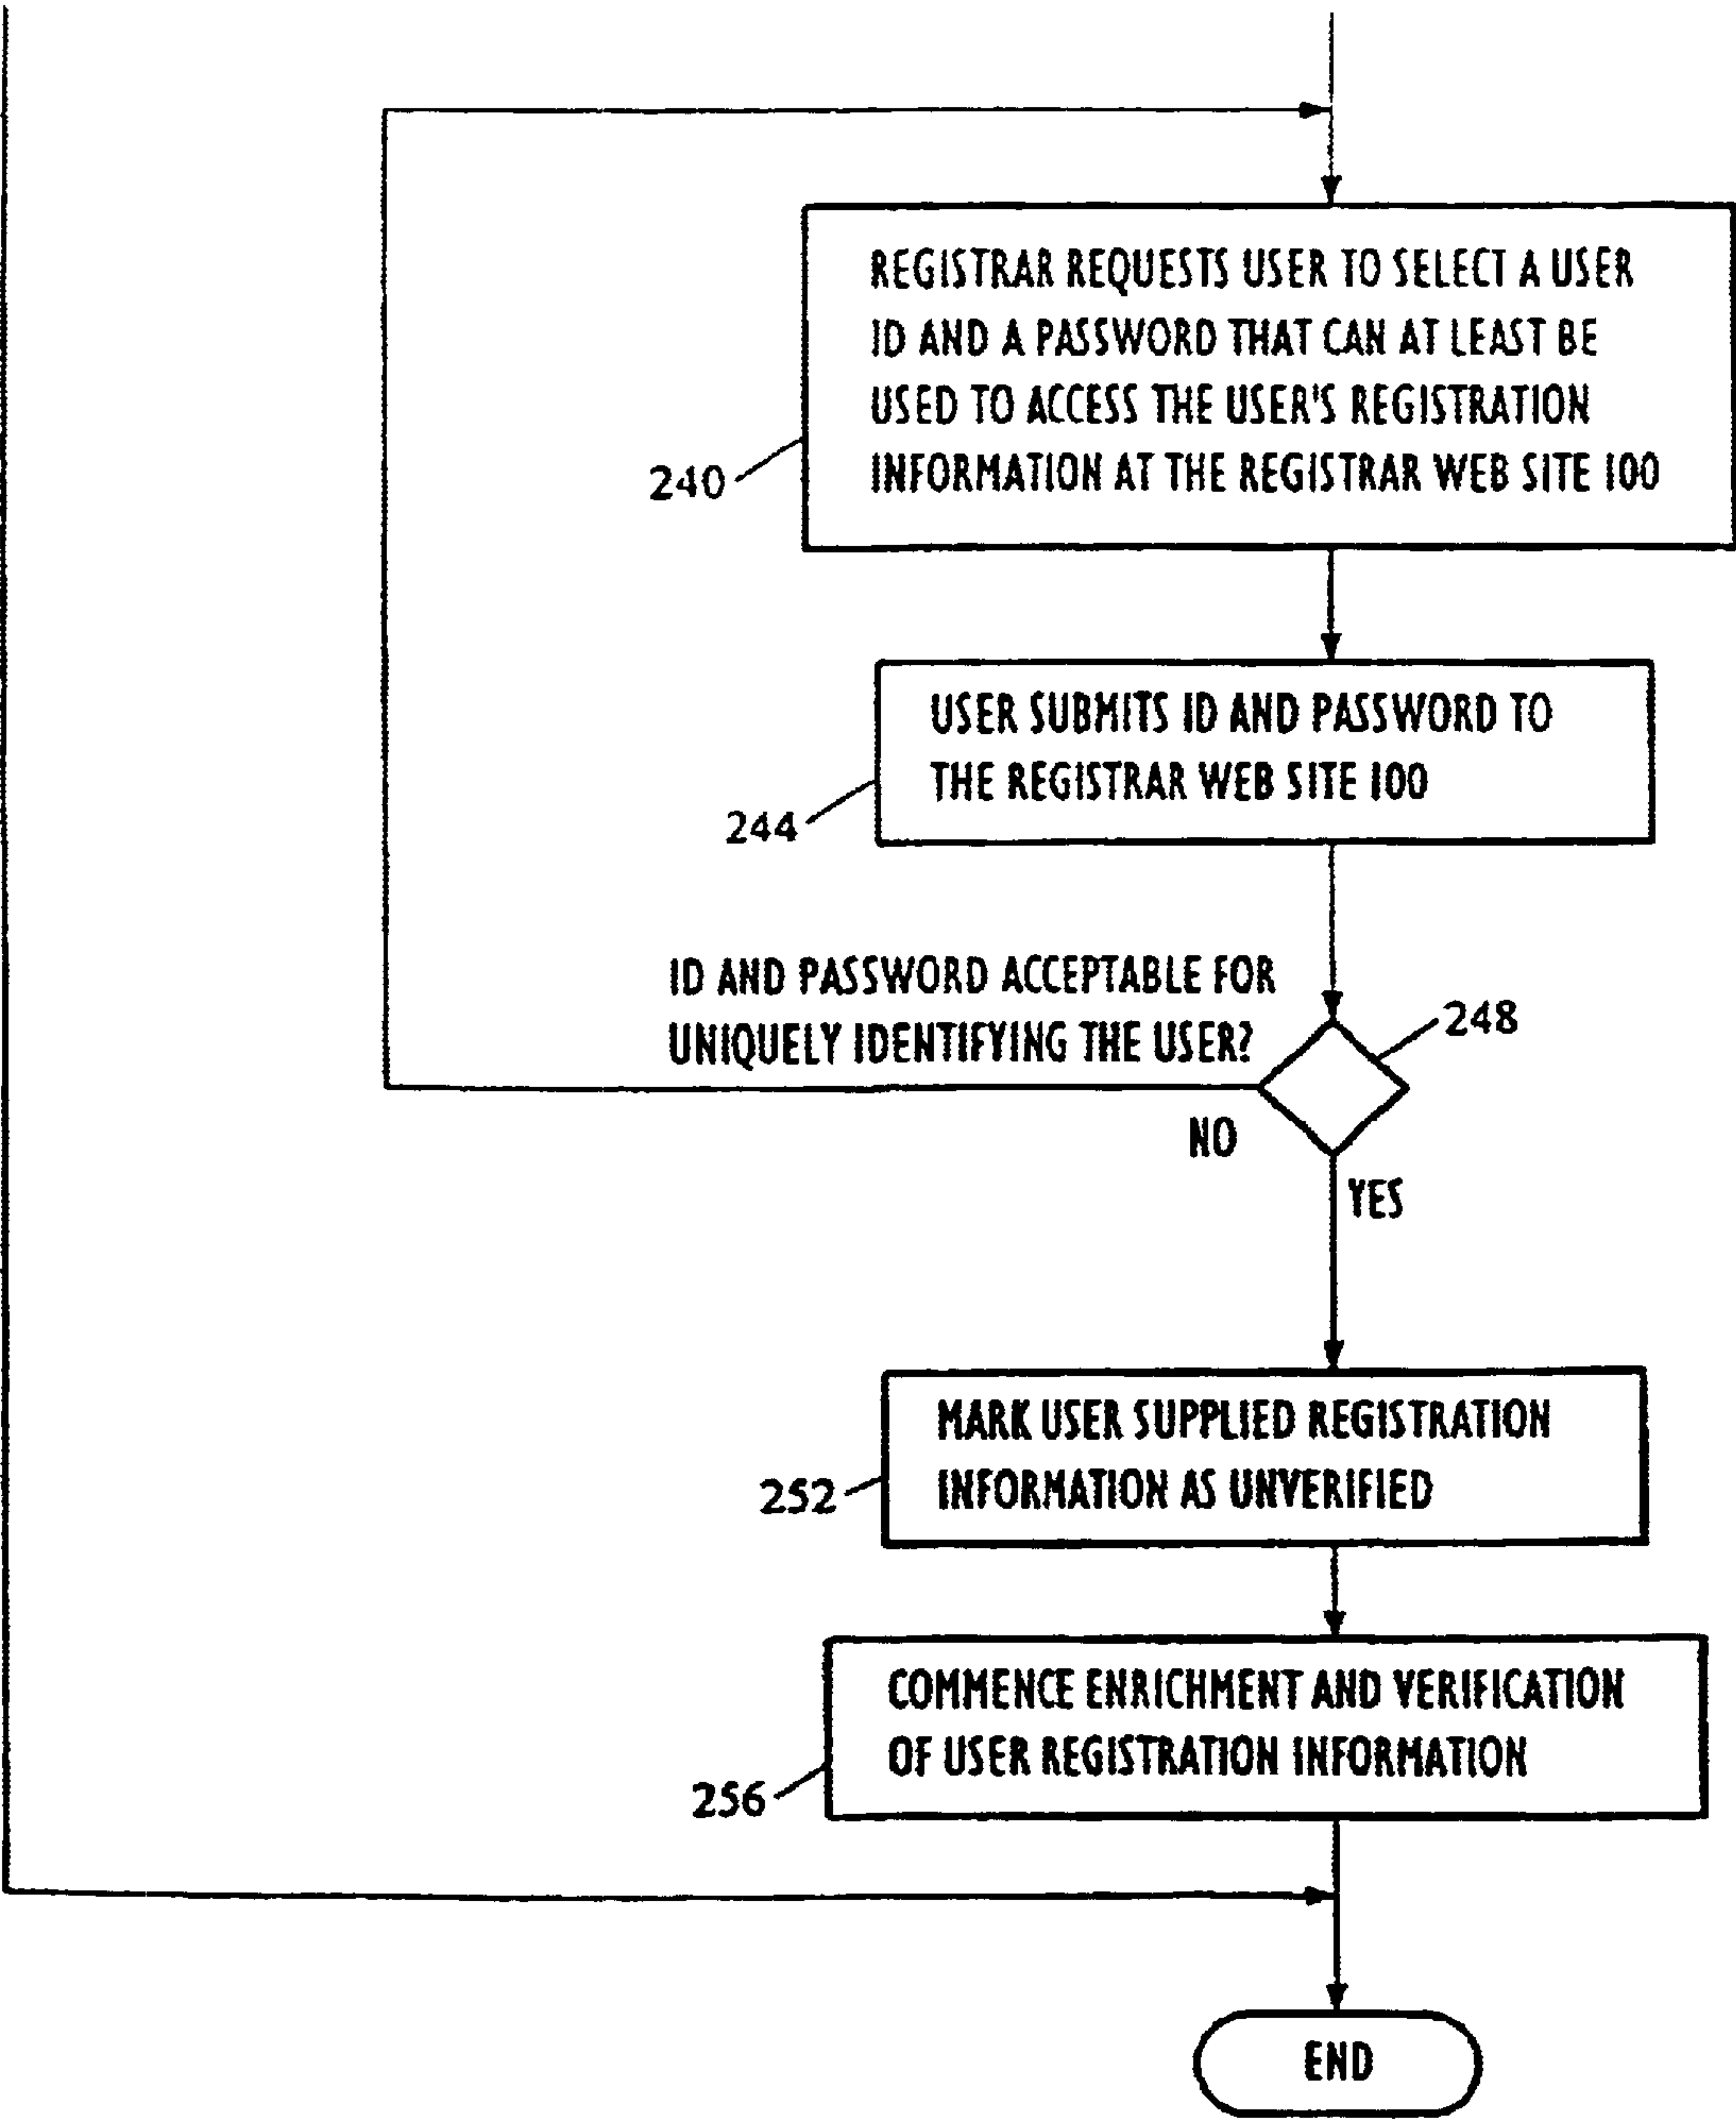 REGISTRAR REQUESTS USER TO SELECT A USER
ID AND A PASSWORD THAT CAN AT LEAST BE
USED TO ACCESS THE USER'S REGISTRATION
INFORMATION AT THE REGISTRAR WEB SITE 100
240
USER SUBMITS ID AND PASSWORD TO
THE REGISTRAR WEB SITE 100
244
ID AND PASSWORD ACCEPTABLE FOR
UNIQUELY IDENTIFYING THE USER?
248
NO
YES
MARK USER SUPPLIED REGISTRATION
INFORMATION AS UNVERIFIED
252
COMMENCE ENRICHMENT AND VERIFICATION
OF USER REGISTRATION INFORMATION
256
END